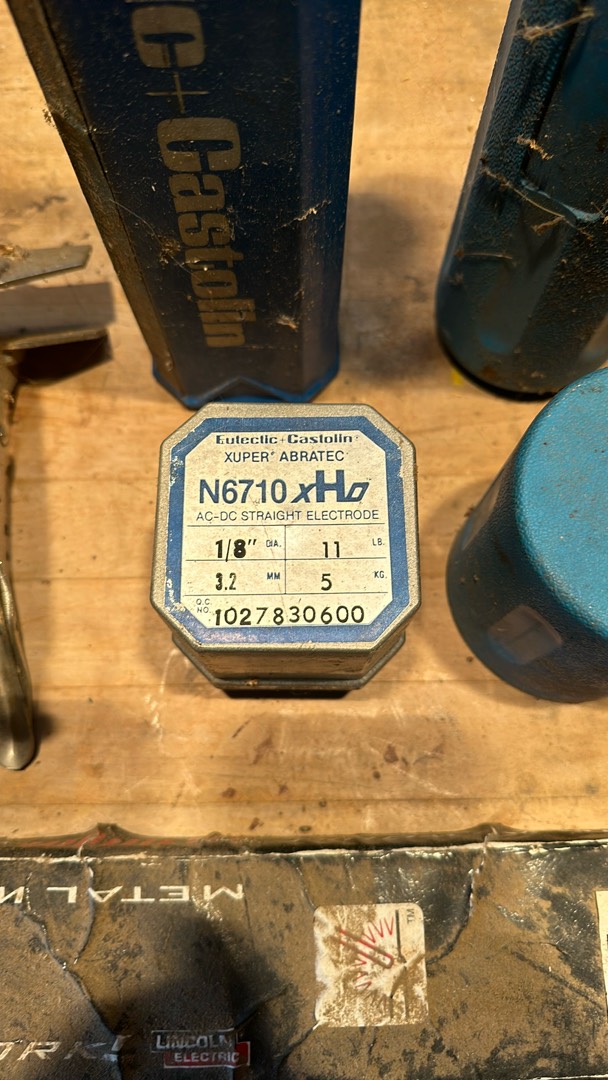 C+Castolin
Eutectic+Castolin
XUPER® ABRATEC
N6710 XHD
AC-DC STRAIGHT ELECTRODE
1/8" DIA. 11 LB.
3.2 MM 5 KG.
Q.C. NO. 1027830600
METAL
TM
LINCOLN
ELECTRIC